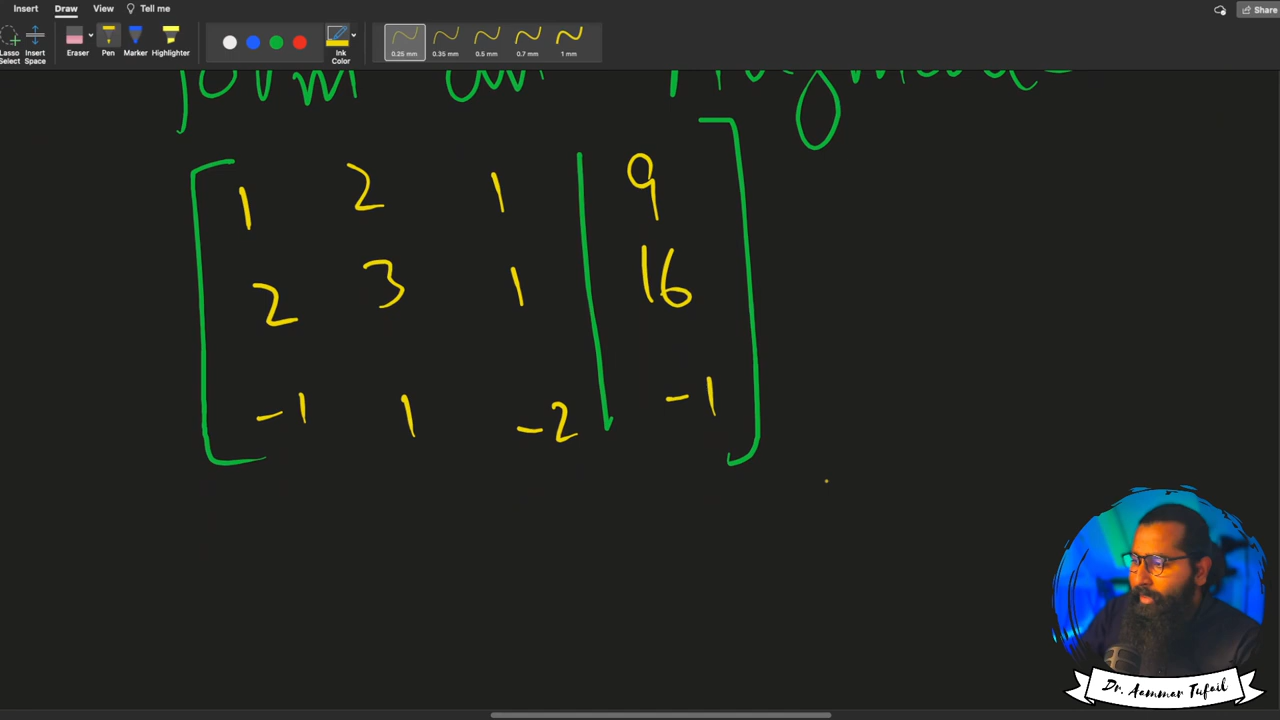 Insert Draw View Tell me Share
Lasso Select Insert Space Eraser Pen Marker Highlighter Ink Color 0.25 mm 0.35 mm 0.5 mm 0.7 mm 1 mm
form an
1 2 1 9
2 3 1 16
-1 1 -2 -1
Dr. Aammar Tufail